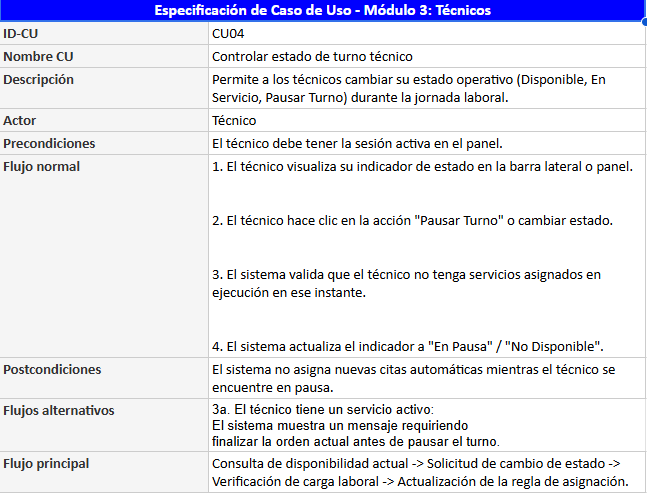 Especificación de Caso de Uso - Módulo 3: Técnicos
ID-CU
CU04
Nombre CU
Controlar estado de turno técnico
Descripción
Permite a los técnicos cambiar su estado operativo (Disponible, En
Servicio, Pausar Turno) durante la jornada laboral.
Actor
Técnico
Precondiciones
El técnico debe tener la sesión activa en el panel.
Flujo normal
1. El técnico visualiza su indicador de estado en la barra lateral o panel.
2. El técnico hace clic en la acción "Pausar Turno" o cambiar estado.
3. El sistema valida que el técnico no tenga servicios asignados en
ejecución en ese instante.
4. El sistema actualiza el indicador a "En Pausa" / "No Disponible".
Postcondiciones
El sistema no asigna nuevas citas automáticas mientras el técnico se
encuentre en pausa.
Flujos alternativos
3a. El técnico tiene un servicio activo:
El sistema muestra un mensaje requiriendo
finalizar la orden actual antes de pausar el turno.
Flujo principal
Consulta de disponibilidad actual -> Solicitud de cambio de estado ->
Verificación de carga laboral -> Actualización de la regla de asignación.